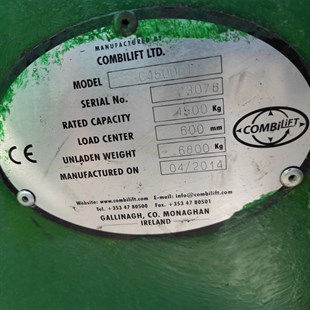 MANUFACTURED BY
COMBILIFT LTD.
MODEL
SERIAL No.
RATED CAPACITY 4500 Kg
LOAD CENTER 600 mm
UNLADEN WEIGHT 6600 Kg
MANUFACTURED ON 04/2014
CE
COMBiLiFT
Website: www.combilift.com E-mail: info@combilift.com
Tel. + 353 47 80500 Fax. + 353 47 80501
GALLINAGH, CO. MONAGHAN
IRELAND